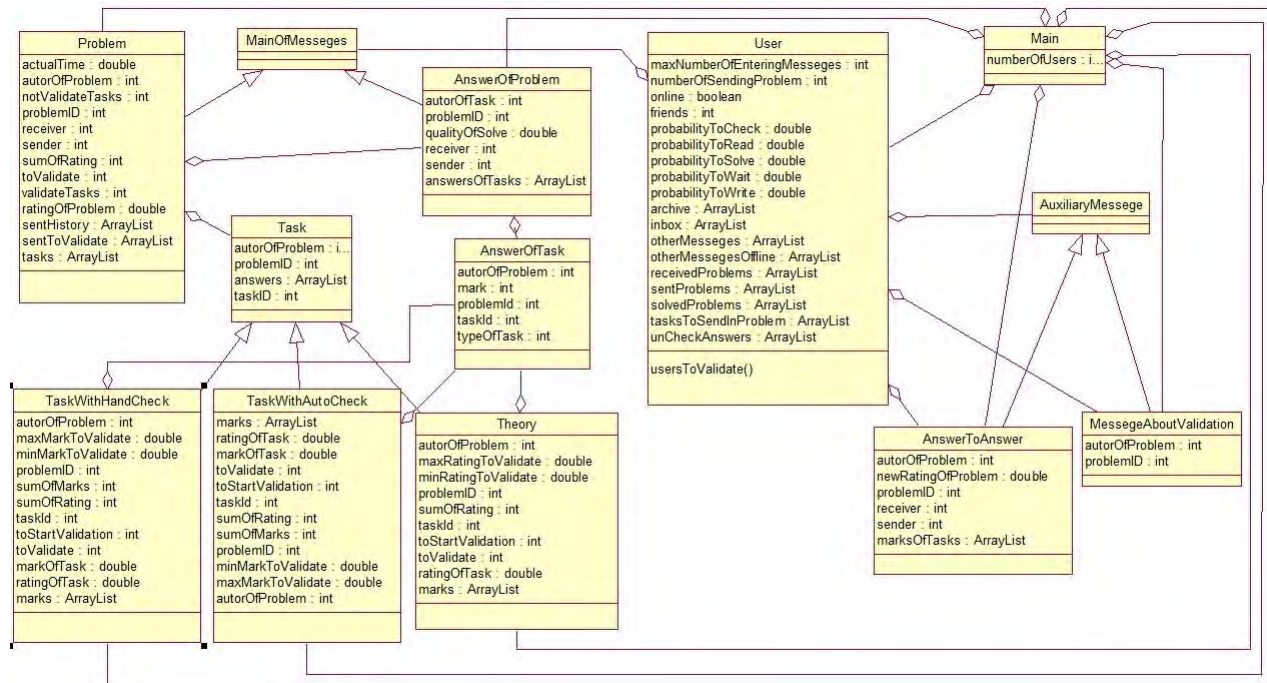 Problem
actualTime : double
autorOfProblem : int
notValidateTasks : int
problemID : int
receiver : int
sender : int
sumOfRating : int
toValidate : int
validateTasks : int
ratingOfProblem : double
sentHistory : ArrayList
sentToValidate : ArrayList
tasks : ArrayList
MainOfMesseges
AnswerOfProblem
autorOfTask : int
problemID : int
qualityOfSolve : double
receiver : int
sender : int
answersOfTasks : ArrayList
User
maxNumberOfEnteringMesseges : int
numberOfSendingProblem : int
online : boolean
friends : int
probabilityToCheck : double
probabilityToRead : double
probabilityToSolve : double
probabilityToWait : double
probabilityToWrite : double
archive : ArrayList
inbox : ArrayList
otherMesseges : ArrayList
otherMessegesOffline : ArrayList
receivedProblems : ArrayList
sentProblems : ArrayList
solvedProblems : ArrayList
tasksToSendInProblem : ArrayList
unCheckAnswers : ArrayList
usersToValidate()
Main
numberOfUsers : i...
AuxiliaryMessege
Task
autorOfProblem : i...
problemID : int
answers : ArrayList
taskID : int
AnswerOfTask
autorOfProblem : int
mark : int
problemId : int
taskId : int
typeOfTask : int
TaskWithHandCheck
autorOfProblem : int
maxMarkToValidate : double
minMarkToValidate : double
problemID : int
sumOfMarks : int
sumOfRating : int
taskId : int
toStartValidation : int
toValidate : int
markOfTask : double
ratingOfTask : double
marks : ArrayList
TaskWithAutoCheck
marks : ArrayList
ratingOfTask : double
markOfTask : double
toValidate : int
toStartValidation : int
taskId : int
sumOfRating : int
sumOfMarks : int
problemID : int
minMarkToValidate : double
maxMarkToValidate : double
autorOfProblem : int
Theory
autorOfProblem : int
maxRatingToValidate : double
minRatingToValidate : double
problemID : int
sumOfRating : int
taskId : int
toStartValidation : int
toValidate : int
ratingOfTask : double
marks : ArrayList
AnswerToAnswer
autorOfProblem : int
newRatingOfProblem : double
problemID : int
receiver : int
sender : int
marksOfTasks : ArrayList
MessegeAboutValidation
autorOfProblem : int
problemID : int